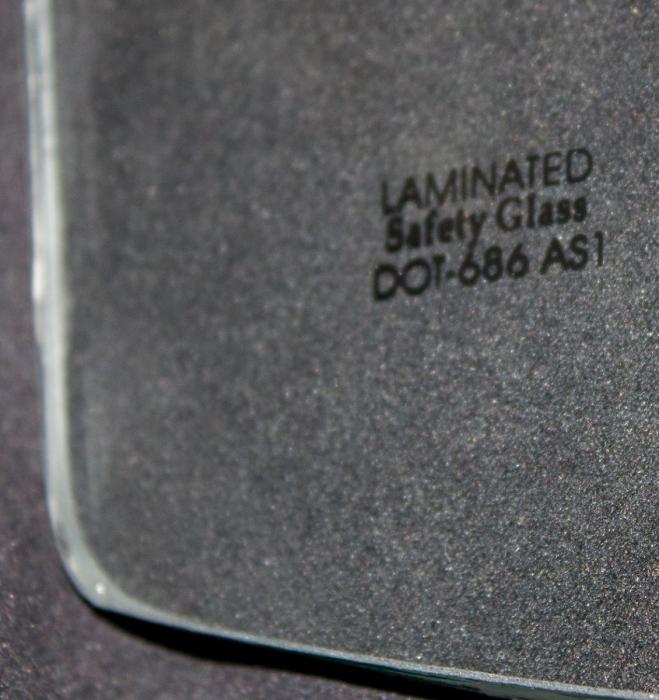 LAMINATED
Safety Glass
DOT-686 AS1